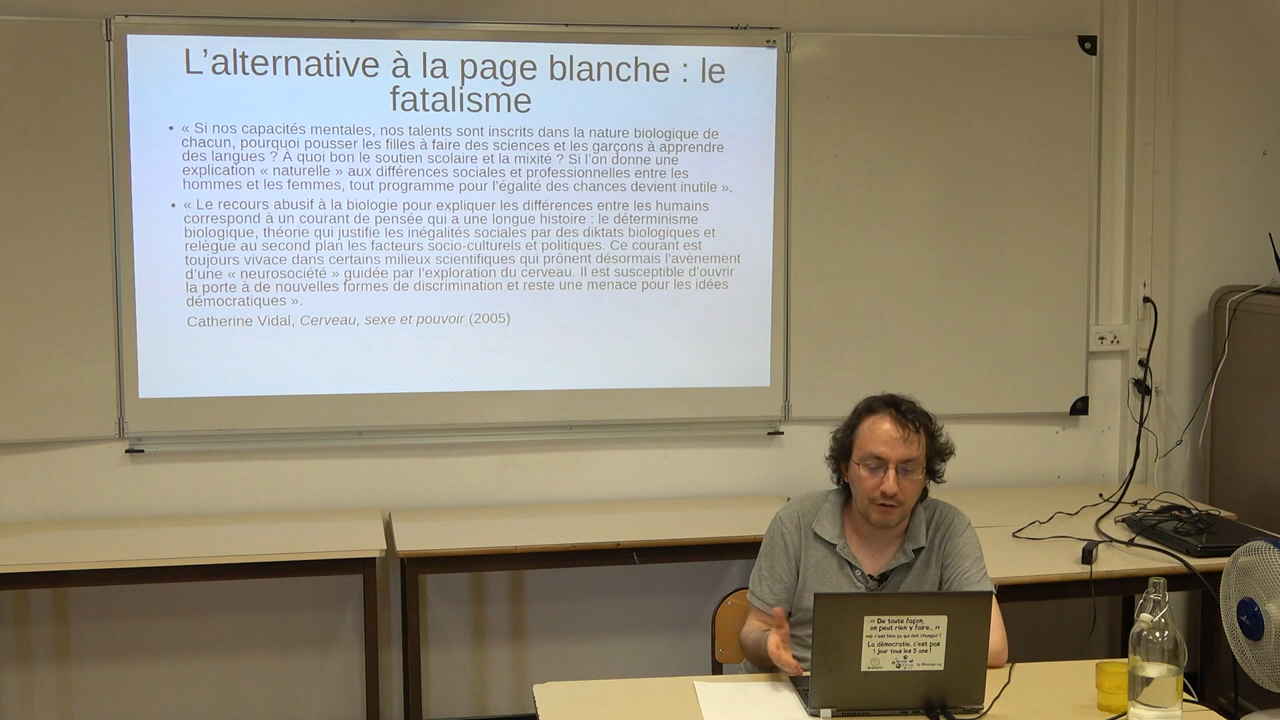 L’alternative à la page blanche : le
fatalisme
• « Si nos capacités mentales, nos talents sont inscrits dans la nature biologique de
chacun, pourquoi pousser les filles à faire des sciences et les garçons à apprendre
des langues ? A quoi bon le soutien scolaire et la mixité ? Si l’on donne une
explication « naturelle » aux différences sociales et professionnelles entre les
hommes et les femmes, tout programme pour l’égalité des chances devient inutile ».
• « Le recours abusif à la biologie pour expliquer les différences entre les humains
correspond à un courant de pensée qui a une longue histoire : le déterminisme
biologique, théorie qui justifie les inégalités sociales par des diktats biologiques et
relègue au second plan les facteurs socio-culturels et politiques. Ce courant est
toujours vivace dans certains milieux scientifiques qui prônent désormais l’avènement
d’une « neurosociété » guidée par l’exploration du cerveau. Il est susceptible d’ouvrir
la porte à de nouvelles formes de discrimination et reste une menace pour les idées
démocratiques ».
Catherine Vidal, Cerveau, sexe et pouvoir (2005)
« De toute façon,
on peut rien y faire... »
mais c'est bien ça qui doit changer !
La démocratie, c'est pas
1 jour tous les 5 ans !